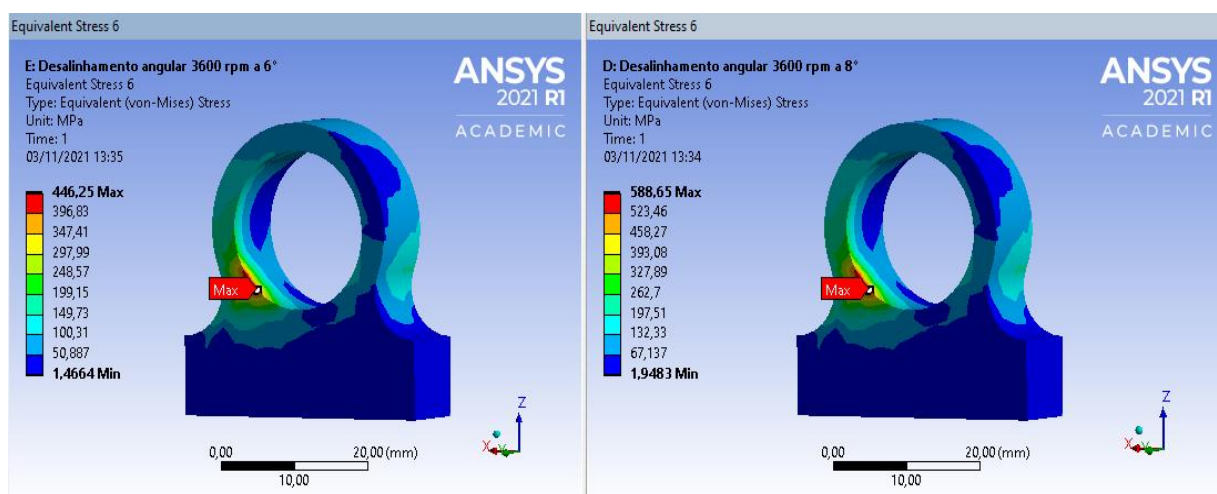 Equivalent Stress 6
E: Desalinhamento angular 3600 rpm a 6°
Equivalent Stress 6
Type: Equivalent (von-Mises) Stress
Unit: MPa
Time: 1
03/11/2021 13:35
ANSYS
2021 R1
ACADEMIC
446,25 Max
396,83
347,41
297,99
248,57
199,15
149,73
100,31
50,887
1,4664 Min
Max
Z
X
Y
0,00
20,00 (mm)
10,00
Equivalent Stress 6
D: Desalinhamento angular 3600 rpm a 8°
Equivalent Stress 6
Type: Equivalent (von-Mises) Stress
Unit: MPa
Time: 1
03/11/2021 13:34
ANSYS
2021 R1
ACADEMIC
588,65 Max
523,46
458,27
393,08
327,89
262,7
197,51
132,33
67,137
1,9483 Min
Max
Z
X
Y
0,00
20,00 (mm)
10,00